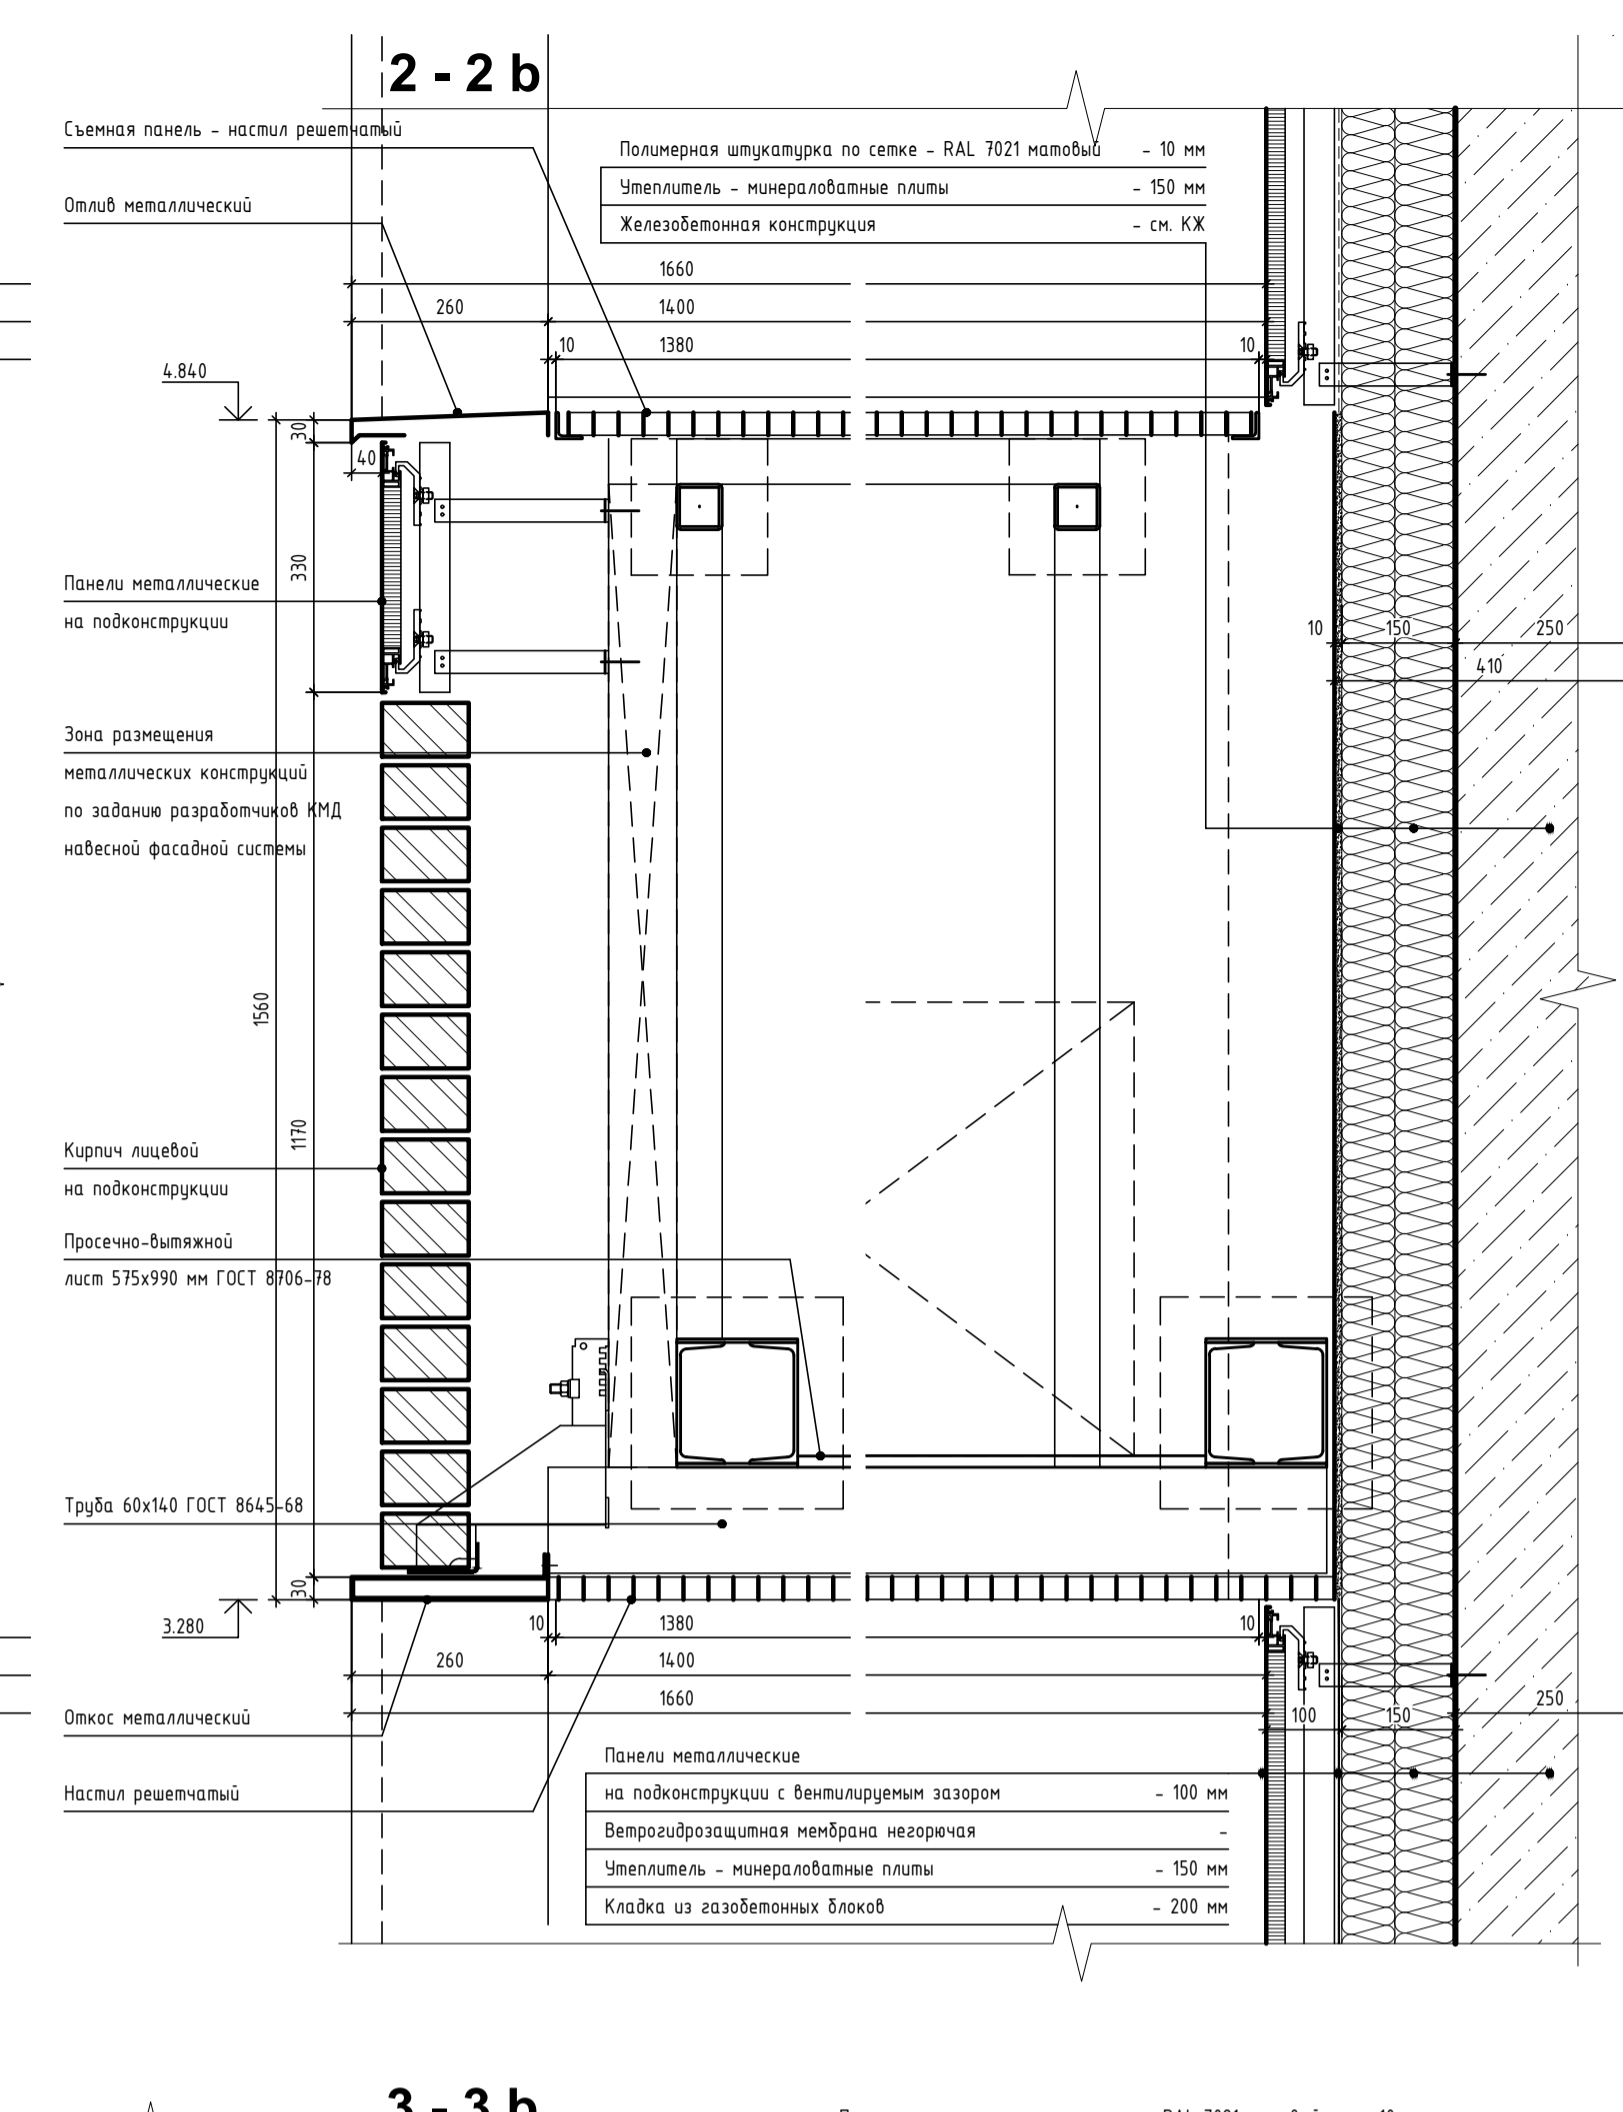 2 - 2 b
Съемная панель - настил решетчатый
Отлив металлический
Полимерная штукатурка по сетке - RAL 7021 матовый - 10 мм
Утеплитель - минераловатные плиты - 150 мм
Железобетонная конструкция - см. КЖ
1660
260 1400
10 1380 10
4.840
30
40
330
Панели металлические
на подконструкции
10 150 250
410
Зона размещения
металлических конструкций
по заданию разработчиков КМД
навесной фасадной системы
1560
1170
Кирпич лицевой
на подконструкции
Просечно-вытяжной
лист 575х990 мм ГОСТ 8706-78
Труба 60х140 ГОСТ 8645-68
30
3.280
10 1380 10
260 1400
1660
100 150 250
Откос металлический
Настил решетчатый
Панели металлические
на подконструкции с вентилируемым зазором - 100 мм
Ветрогидрозащитная мембрана негорючая -
Утеплитель - минераловатные плиты - 150 мм
Кладка из газобетонных блоков - 200 мм
3 - 3 b